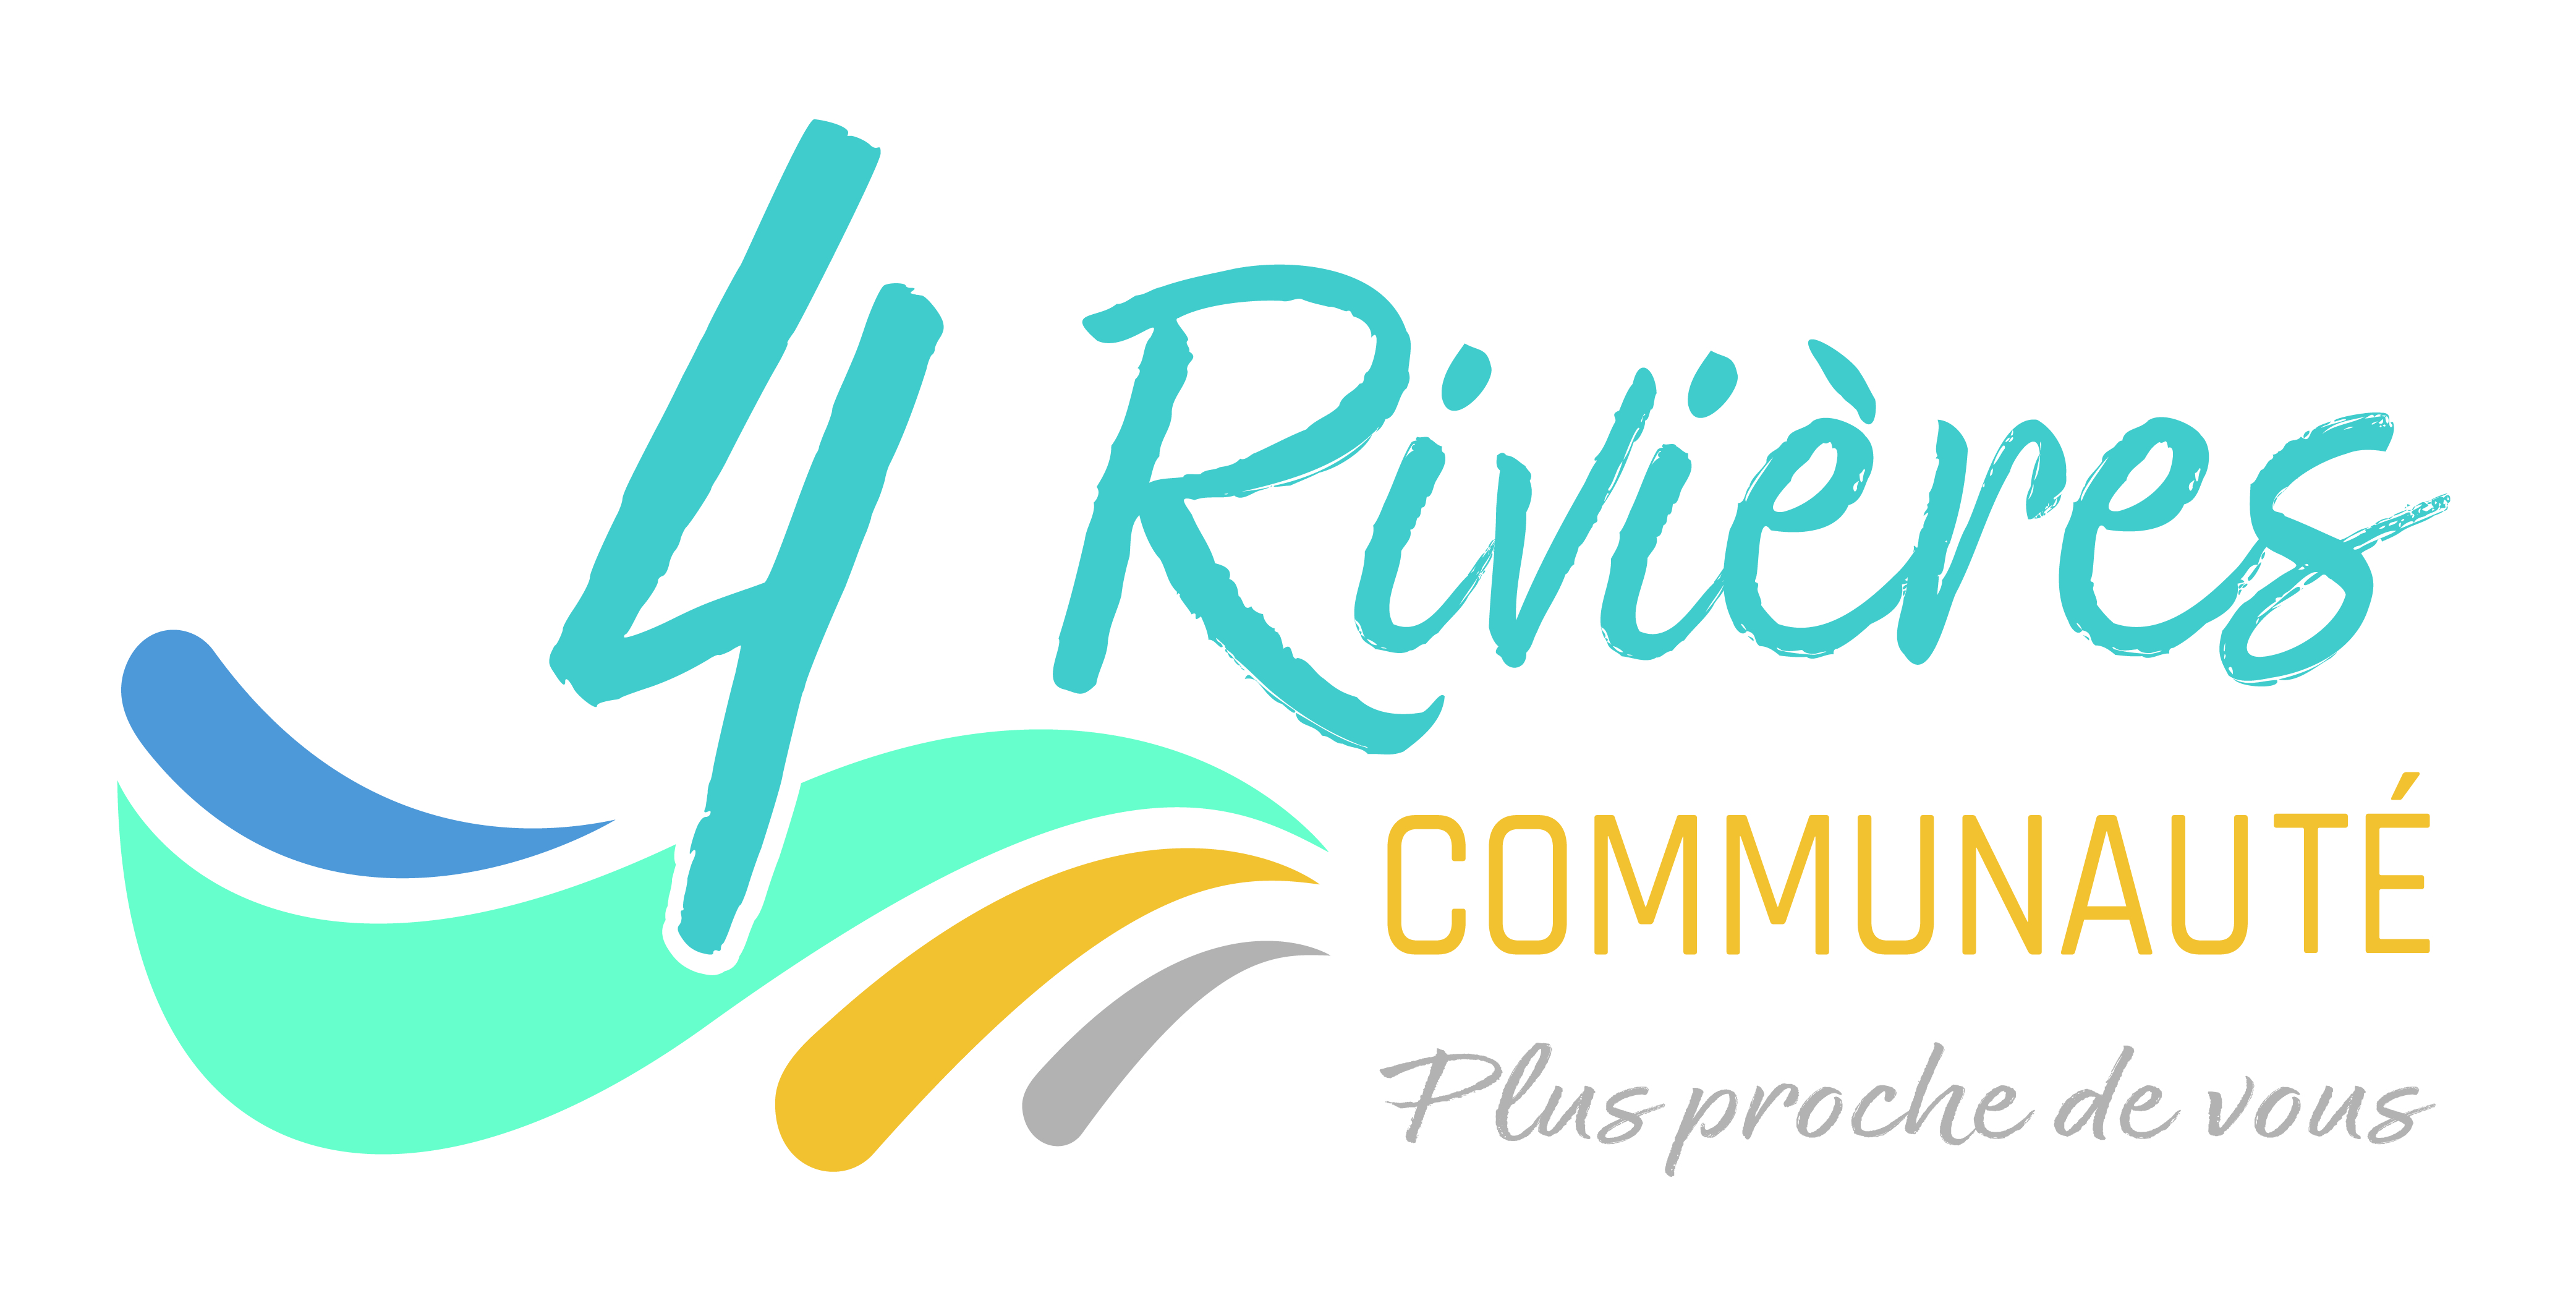 4 Rivières
COMMUNAUTÉ
Plus proche de vous